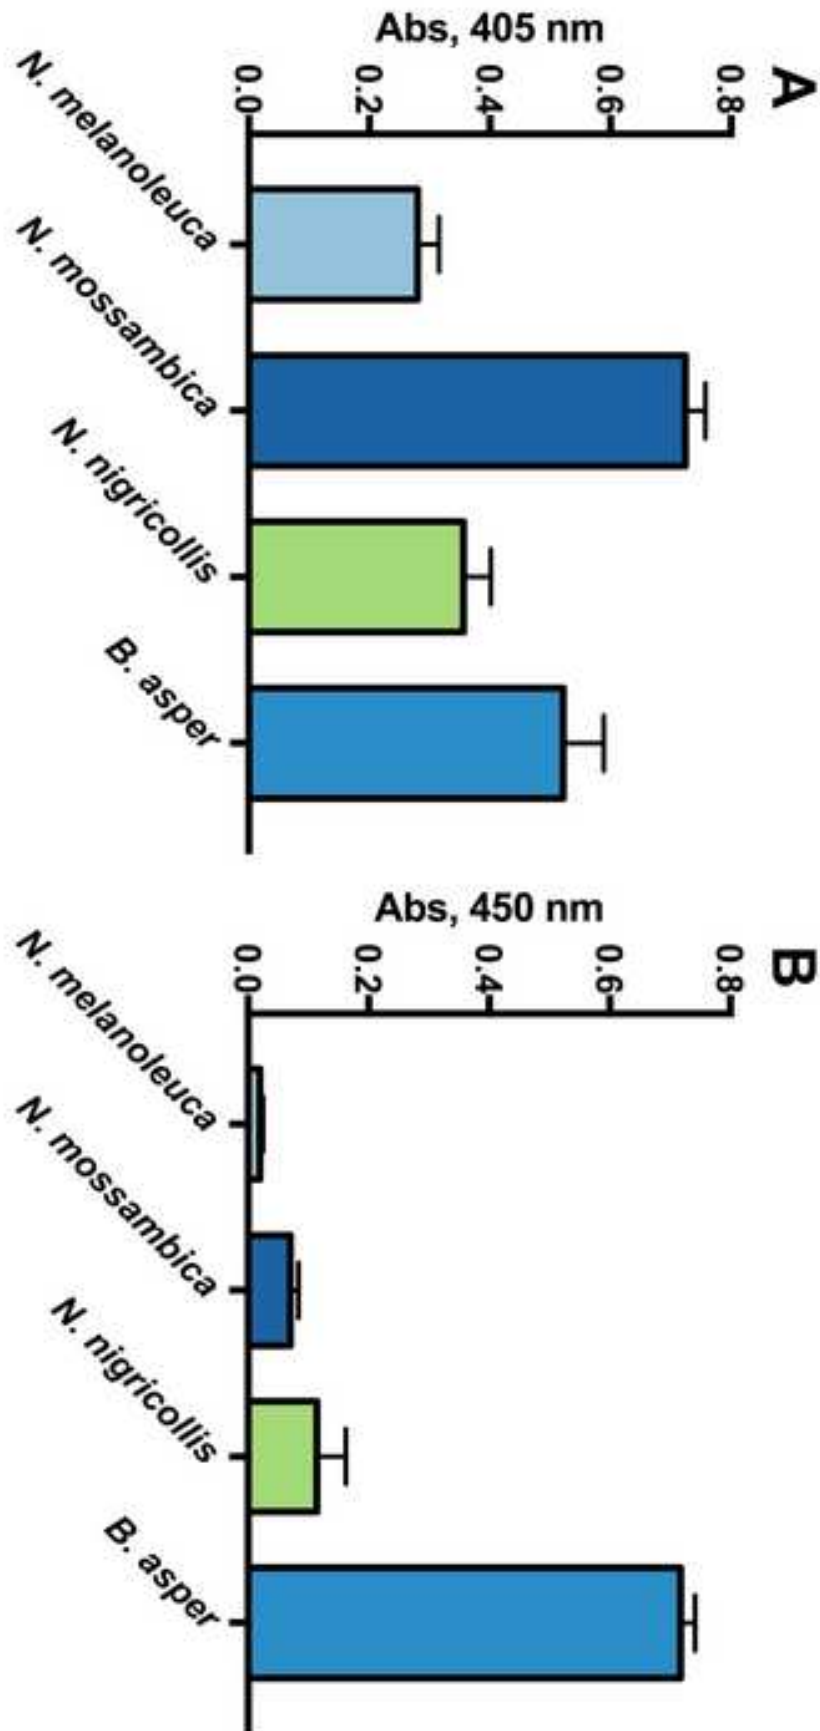 A
Abs, 405 nm
0.8
0.6
0.4
0.2
0.0
N. melanoleuca
N. mossambica
N. nigricollis
B. asper
B
Abs, 450 nm
0.8
0.6
0.4
0.2
0.0
N. melanoleuca
N. mossambica
N. nigricollis
B. asper